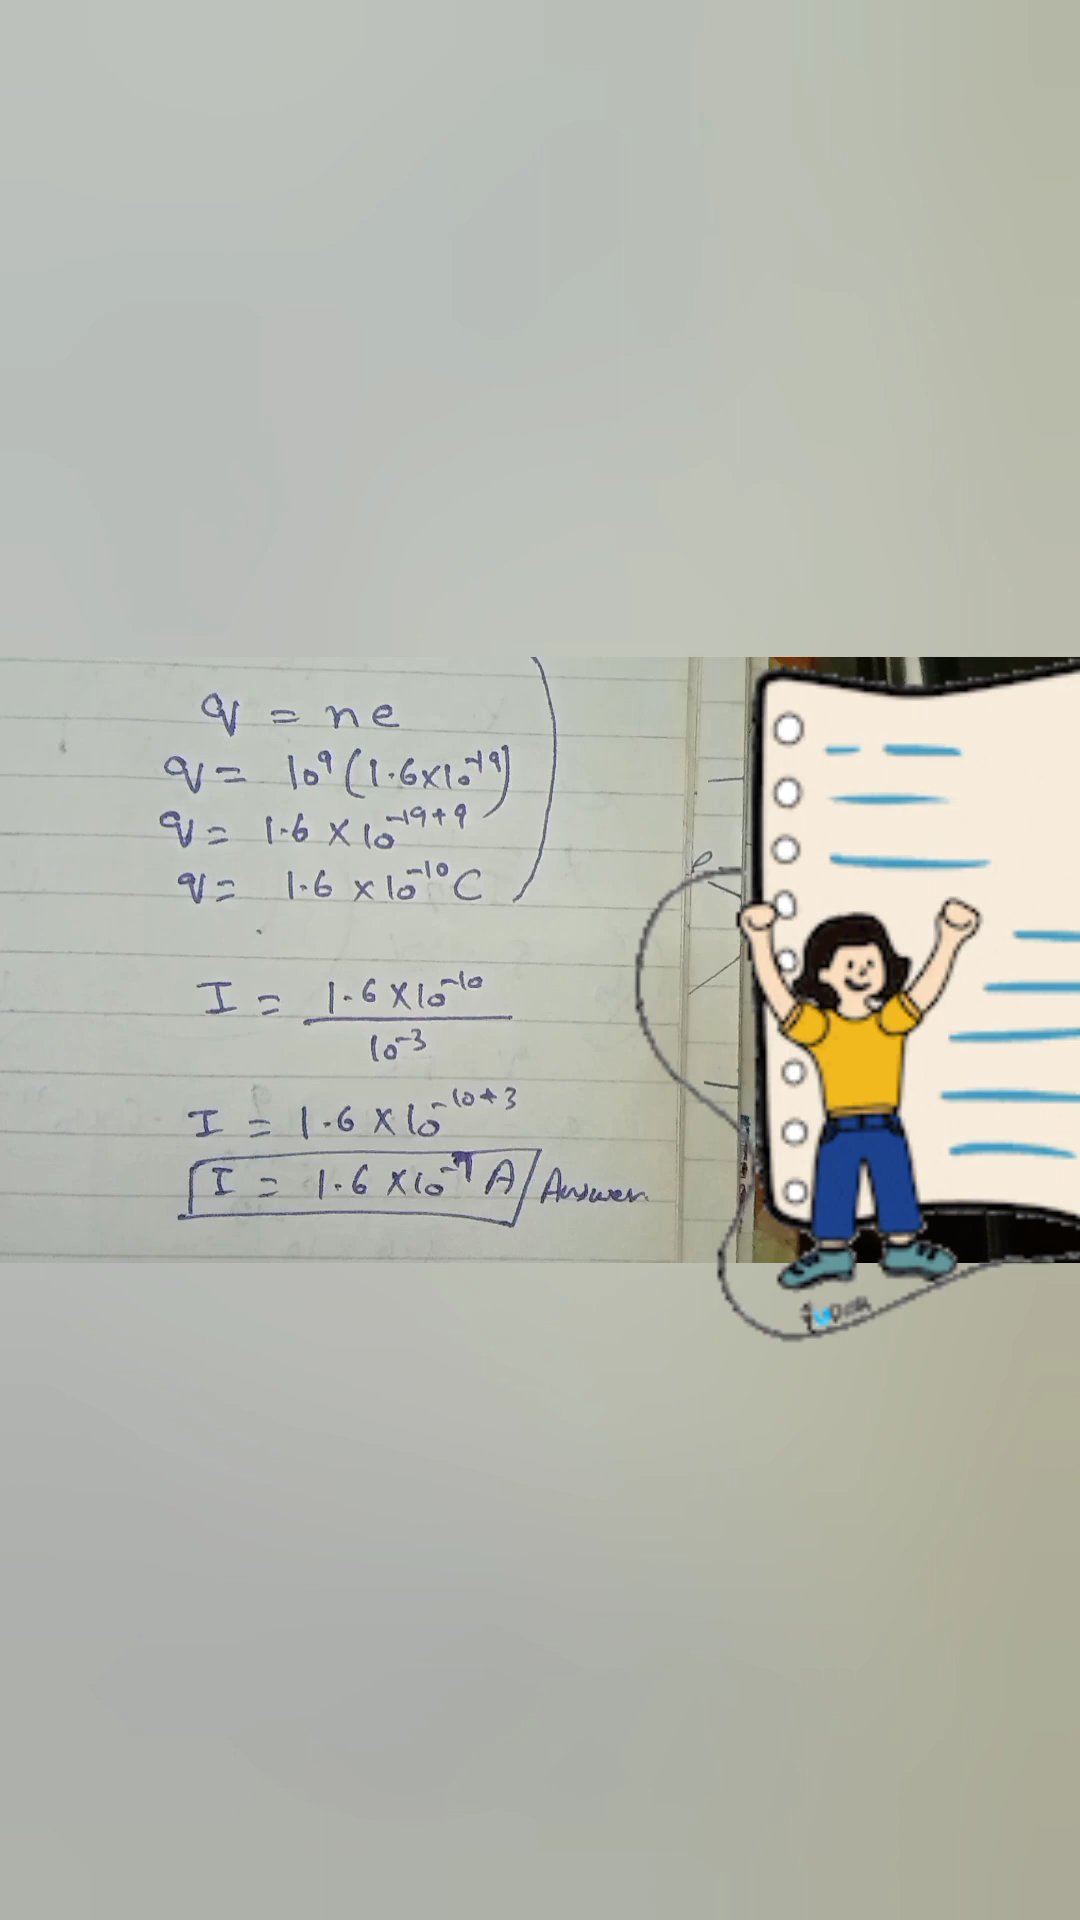 q = ne
q = 10⁹ (1.6×10⁻¹⁹)
q = 1.6 × 10⁻¹⁹⁺⁹
q = 1.6 × 10⁻¹⁰ C
I = 1.6 × 10⁻¹⁰
10⁻³
I = 1.6 × 10⁻¹⁰⁺³
I = 1.6 × 10⁻⁷ A Answer.